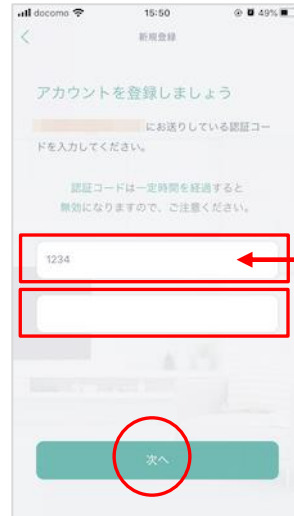 docomo 15:50 49%
新規登録
アカウントを登録しましょう
にお送りしている認証コー
ドを入力してください。
認証コードは一定時間を経過すると
無効になりますので、ご注意ください。
1234
次へ